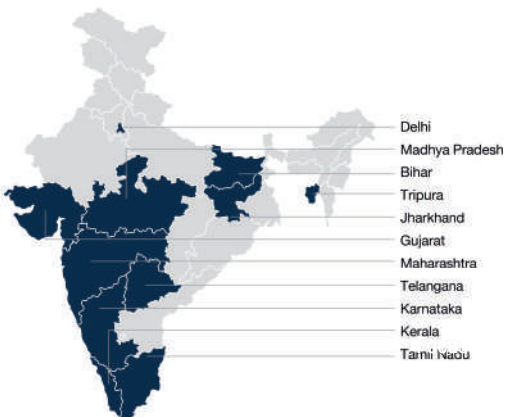 Delhi
Madhya Pradesh
Bihar
Tripura
Jharkhand
Gujarat
Maharashtra
Telangana
Karnataka
Kerala
Tamil Nadu